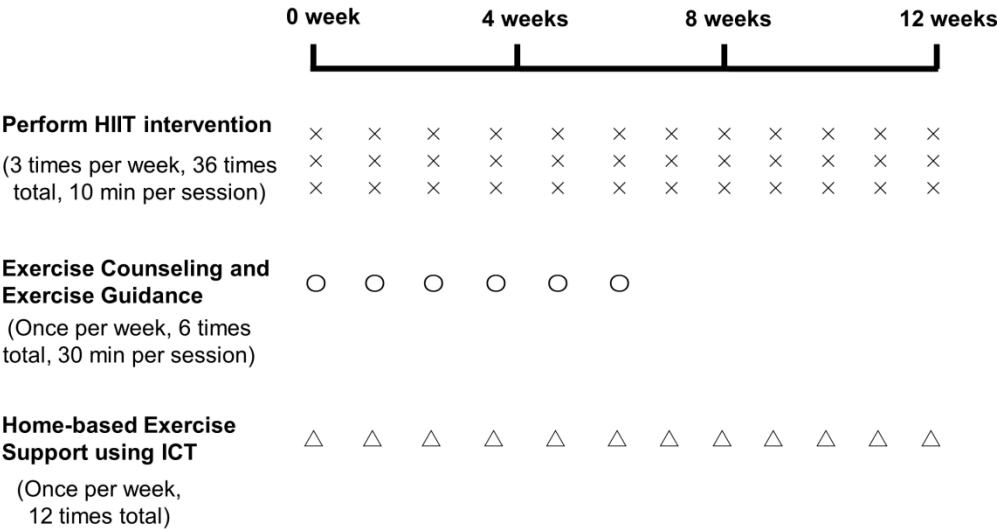 0 week 4 weeks 8 weeks 12 weeks
Perform HIIT intervention
(3 times per week, 36 times
total, 10 min per session)
Exercise Counseling and
Exercise Guidance
(Once per week, 6 times
total, 30 min per session)
Home-based Exercise
Support using ICT
(Once per week,
12 times total)